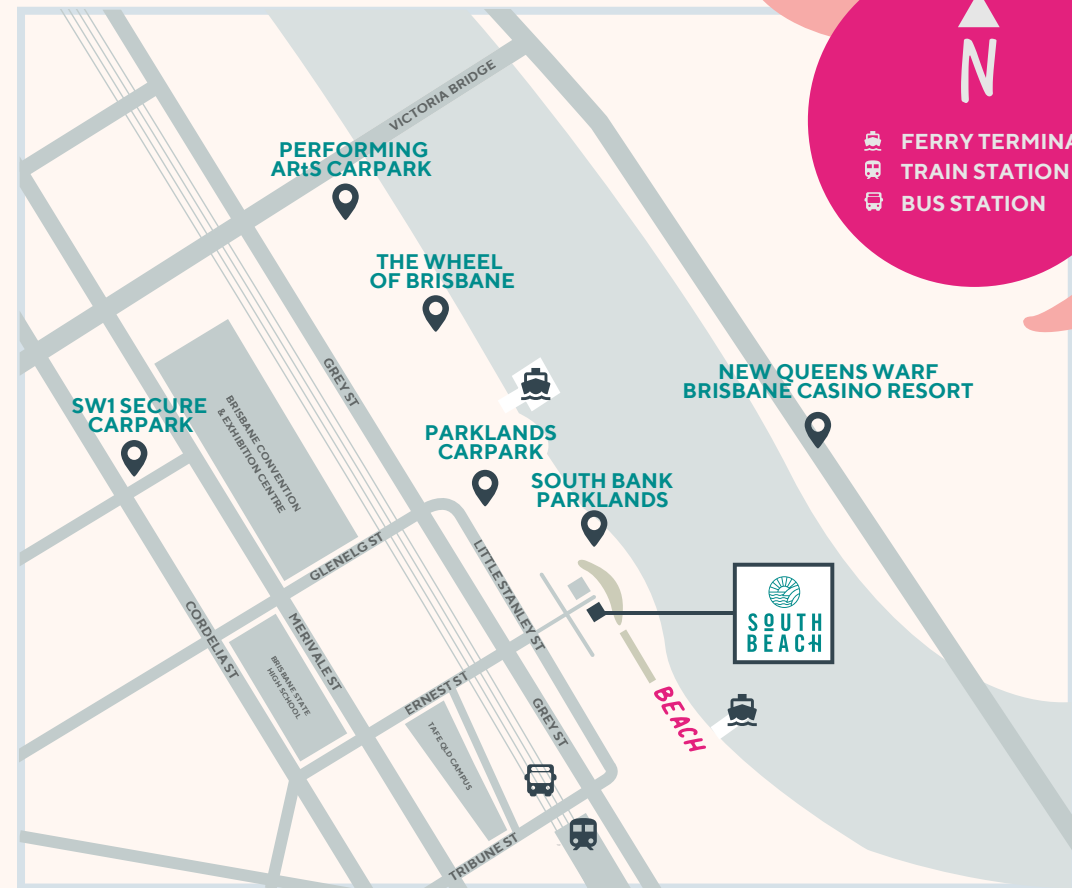 N
FERRY TERMINA
TRAIN STATION
BUS STATION
VICTORIA BRIDGE
PERFORMING
ARtS CARPARK
THE WHEEL
OF BRISBANE
GREY ST
NEW QUEENS WARF
BRISBANE CASINO RESORT
SW1 SECURE
CARPARK
BRISBANE CONVENTION
& EXHIBITION CENTRE
PARKLANDS
CARPARK
SOUTH BANK
PARKLANDS
GLENELG ST
LITTLE STANLEY ST
SOUTH
BEACH
CORDELIA ST
MERIVALE ST
BRISBANE STATE
HIGH SCHOOL
ERNEST ST
GREY ST
BEACH
TAFE QLD CAMPUS
TRIBUNE ST